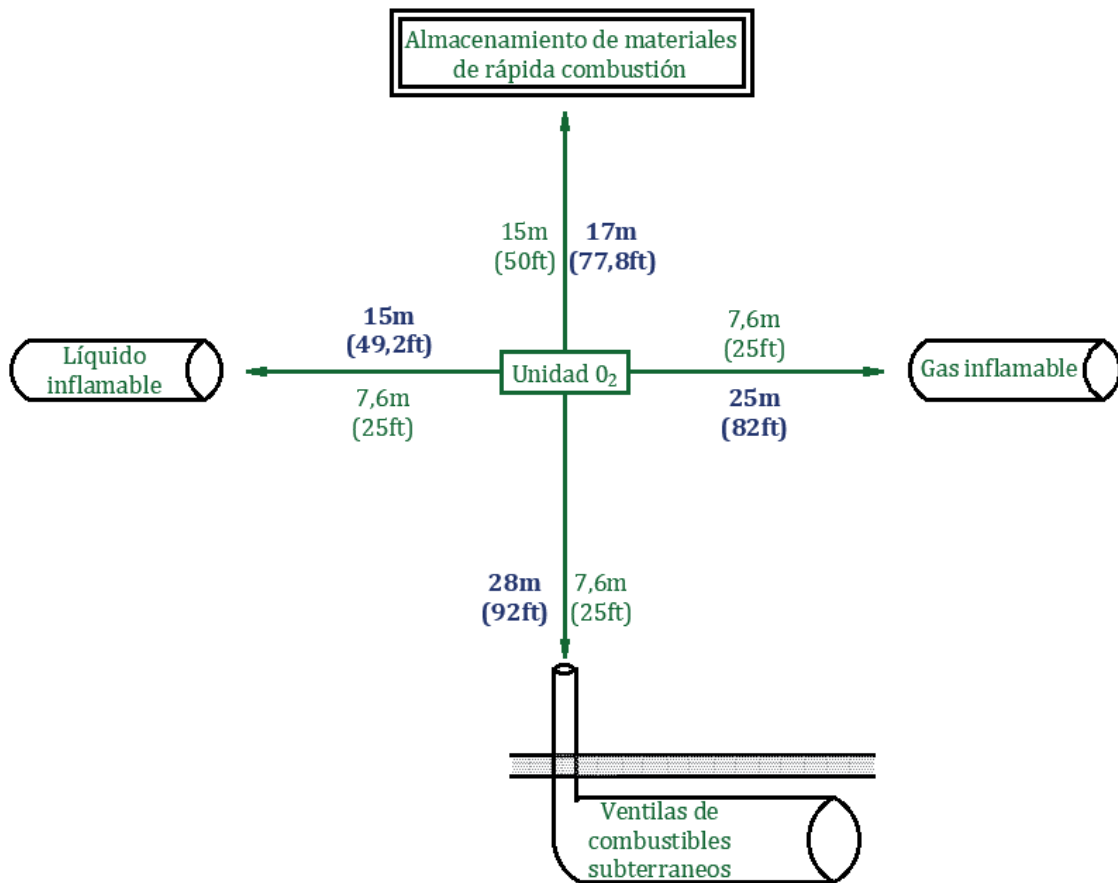 Almacenamiento de materiales
de rápida combustión
15m
(50ft)
17m
(77,8ft)
15m
(49,2ft)
7,6m
(25ft)
Líquido
inflamable
Unidad 0₂
Gas inflamable
7,6m
(25ft)
25m
(82ft)
28m
(92ft)
7,6m
(25ft)
Ventilas de
combustibles
subterraneos